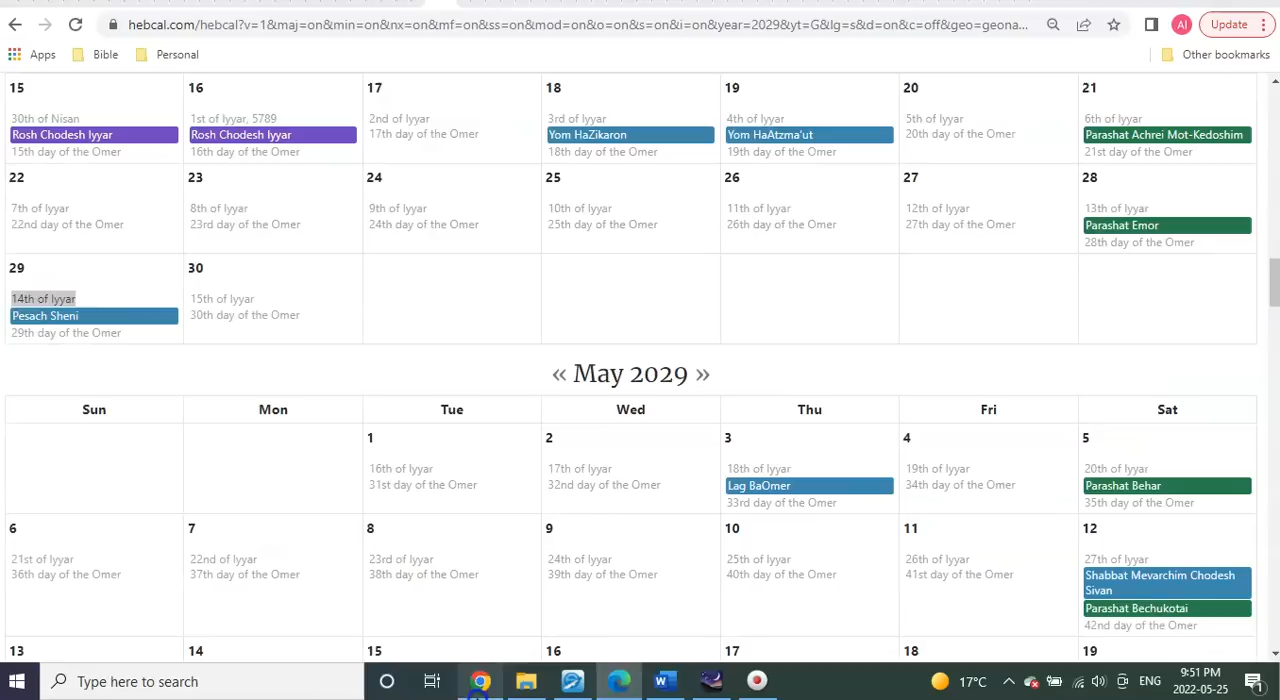 hebcal.com/hebcal?v=1&maj=on&min=on&nx=on&mf=on&ss=on&mod=on&o=on&s=on&i=on&year=2029&yt=G&lg=s&d=on&c=off&geo=geona...
AI
Update
Apps
Bible
Personal
Other bookmarks
15 16 17 18 19 20 21
30th of Nisan 1st of Iyyar, 5789 2nd of Iyyar 3rd of Iyyar 4th of Iyyar 5th of Iyyar 6th of Iyyar
Rosh Chodesh Iyyar Rosh Chodesh Iyyar 17th day of the Omer Yom HaZikaron Yom HaAtzma'ut 20th day of the Omer Parashat Achrei Mot-Kedoshim
15th day of the Omer 16th day of the Omer 18th day of the Omer 19th day of the Omer 21st day of the Omer
22 23 24 25 26 27 28
7th of Iyyar 8th of Iyyar 9th of Iyyar 10th of Iyyar 11th of Iyyar 12th of Iyyar 13th of Iyyar
22nd day of the Omer 23rd day of the Omer 24th day of the Omer 25th day of the Omer 26th day of the Omer 27th day of the Omer Parashat Emor
28th day of the Omer
29 30
14th of Iyyar 15th of Iyyar
Pesach Sheni 30th day of the Omer
29th day of the Omer
« May 2029 »
Sun Mon Tue Wed Thu Fri Sat
1 2 3 4 5
16th of Iyyar 17th of Iyyar 18th of Iyyar 19th of Iyyar 20th of Iyyar
31st day of the Omer 32nd day of the Omer Lag BaOmer 34th day of the Omer Parashat Behar
33rd day of the Omer 35th day of the Omer
6 7 8 9 10 11 12
21st of Iyyar 22nd of Iyyar 23rd of Iyyar 24th of Iyyar 25th of Iyyar 26th of Iyyar 27th of Iyyar
36th day of the Omer 37th day of the Omer 38th day of the Omer 39th day of the Omer 40th day of the Omer 41st day of the Omer Shabbat Mevarchim Chodesh
Sivan
Parashat Bechukotai
42nd day of the Omer
13 14 15 16 17 18 19
Type here to search
17°C
ENG
9:51 PM
2022-05-25
1